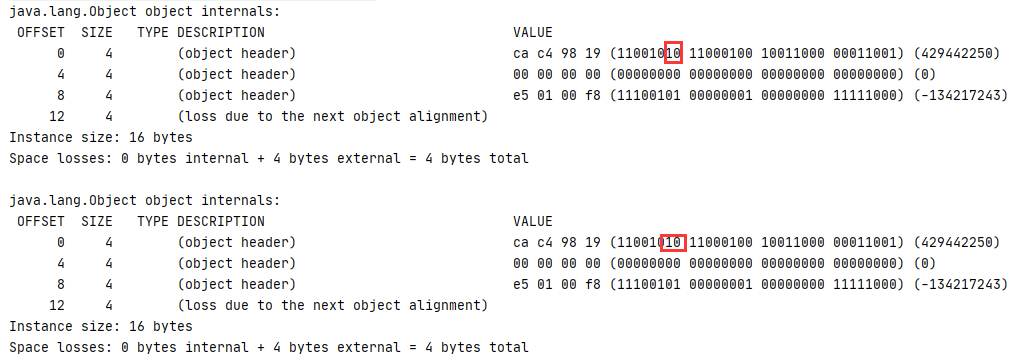 java.lang.Object object internals:
OFFSET  SIZE   TYPE DESCRIPTION                               VALUE
0     4        (object header)                           ca c4 98 19 (11001010 11000100 10011000 00011001) (429442250)
4     4        (object header)                           00 00 00 00 (00000000 00000000 00000000 00000000) (0)
8     4        (object header)                           e5 01 00 f8 (11100101 00000001 00000000 11111000) (-134217243)
12     4        (loss due to the next object alignment)
Instance size: 16 bytes
Space losses: 0 bytes internal + 4 bytes external = 4 bytes total
java.lang.Object object internals:
OFFSET  SIZE   TYPE DESCRIPTION                               VALUE
0     4        (object header)                           ca c4 98 19 (11001010 11000100 10011000 00011001) (429442250)
4     4        (object header)                           00 00 00 00 (00000000 00000000 00000000 00000000) (0)
8     4        (object header)                           e5 01 00 f8 (11100101 00000001 00000000 11111000) (-134217243)
12     4        (loss due to the next object alignment)
Instance size: 16 bytes
Space losses: 0 bytes internal + 4 bytes external = 4 bytes total